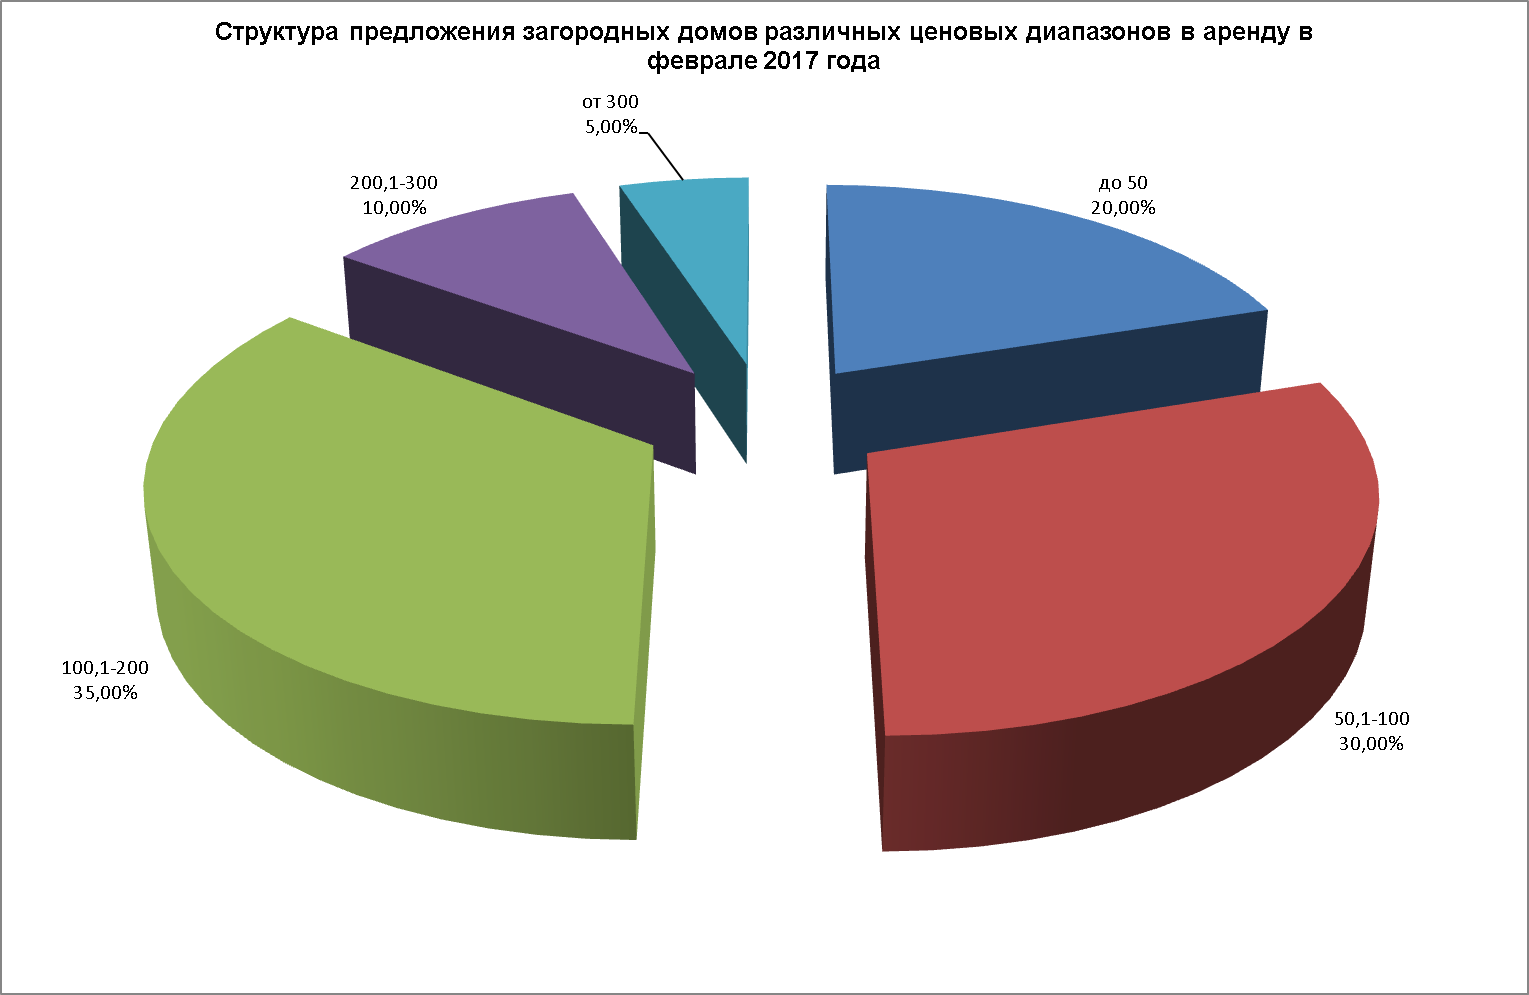 Структура предложения загородных домов различных ценовых диапазонов в аренду в
феврале 2017 года
от 300
5,00%
200,1-300
10,00%
до 50
20,00%
100,1-200
35,00%
50,1-100
30,00%